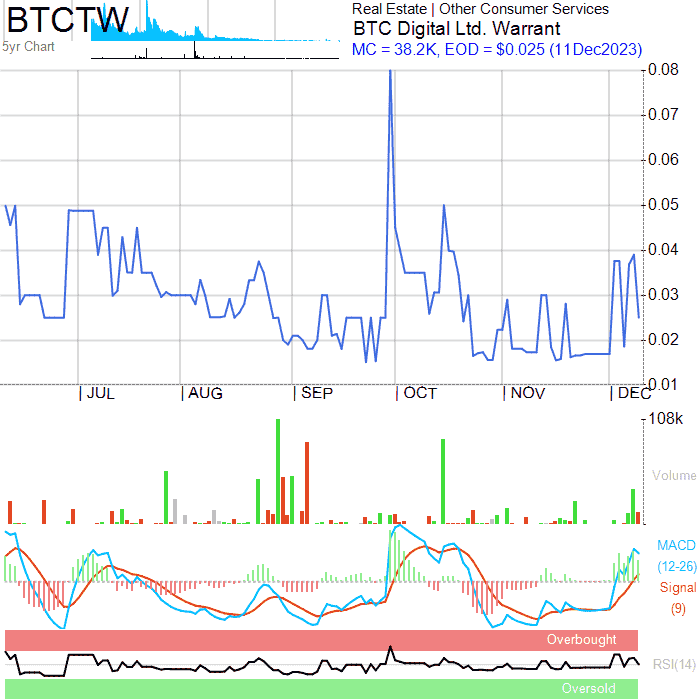 BTCTW
5yr Chart
Real Estate | Other Consumer Services
BTC Digital Ltd. Warrant
MC = 38.2K, EOD = $0.025 (11Dec2023)
0.08
0.07
0.06
0.05
0.04
0.03
0.02
0.01
JUL
AUG
SEP
OCT
NOV
DEC
108k
Volume
MACD
(12-26)
Signal
(9)
Overbought
RSI(14)
Oversold